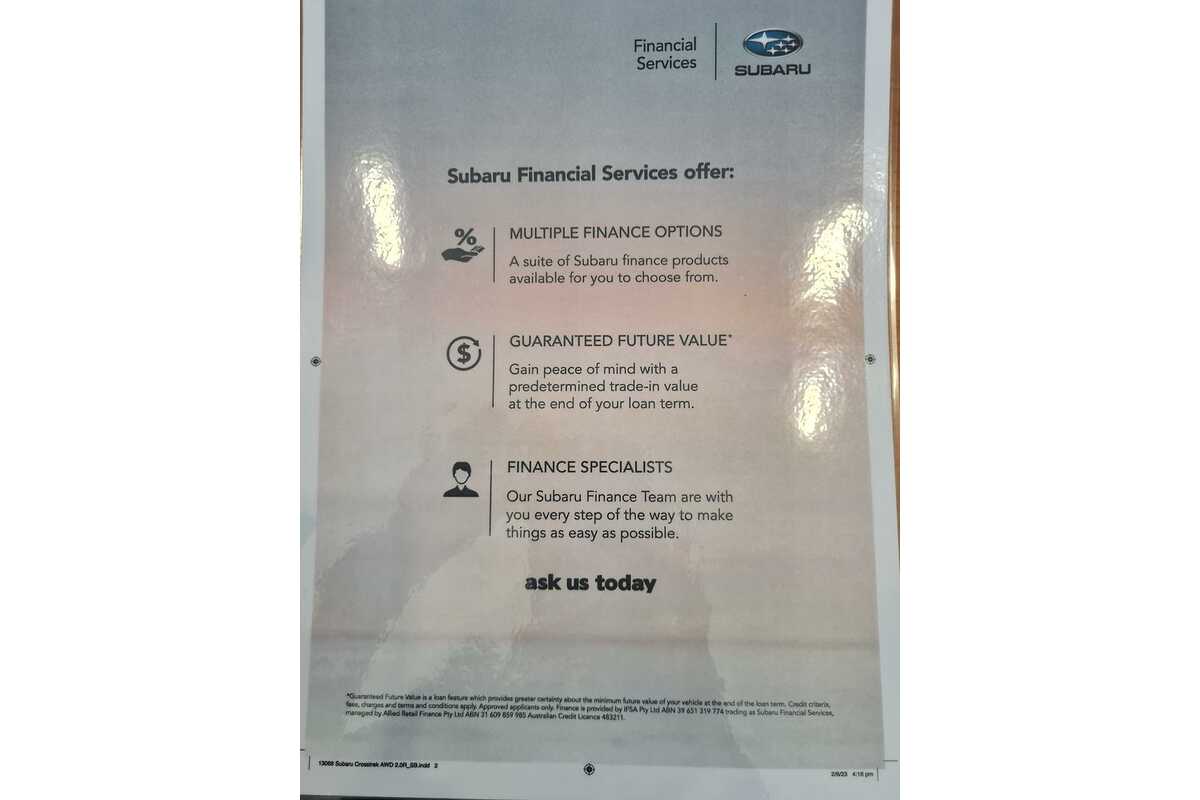 Financial
Services
SUBARU
Subaru Financial Services offer:
%
MULTIPLE FINANCE OPTIONS
A suite of Subaru finance products
available for you to choose from.
$
GUARANTEED FUTURE VALUE*
Gain peace of mind with a
predetermined trade-in value
at the end of your loan term.
FINANCE SPECIALISTS
Our Subaru Finance Team are with
you every step of the way to make
things as easy as possible.
ask us today
*Guaranteed Future Value is a loan feature which provides greater certainty about the minimum future value of your vehicle at the end of the loan term. Credit criteria,
fees, charges and terms and conditions apply. Approved applicants only. Finance is provided by IFSA Pty Ltd ABN 39 651 319 774 trading as Subaru Financial Services,
managed by Allied Retail Finance Pty Ltd ABN 31 609 859 985 Australian Credit Licence 483211.
13068 Subaru Crosstrek AWD 2.0R_SB.indd 2
2/6/23 4:16 pm